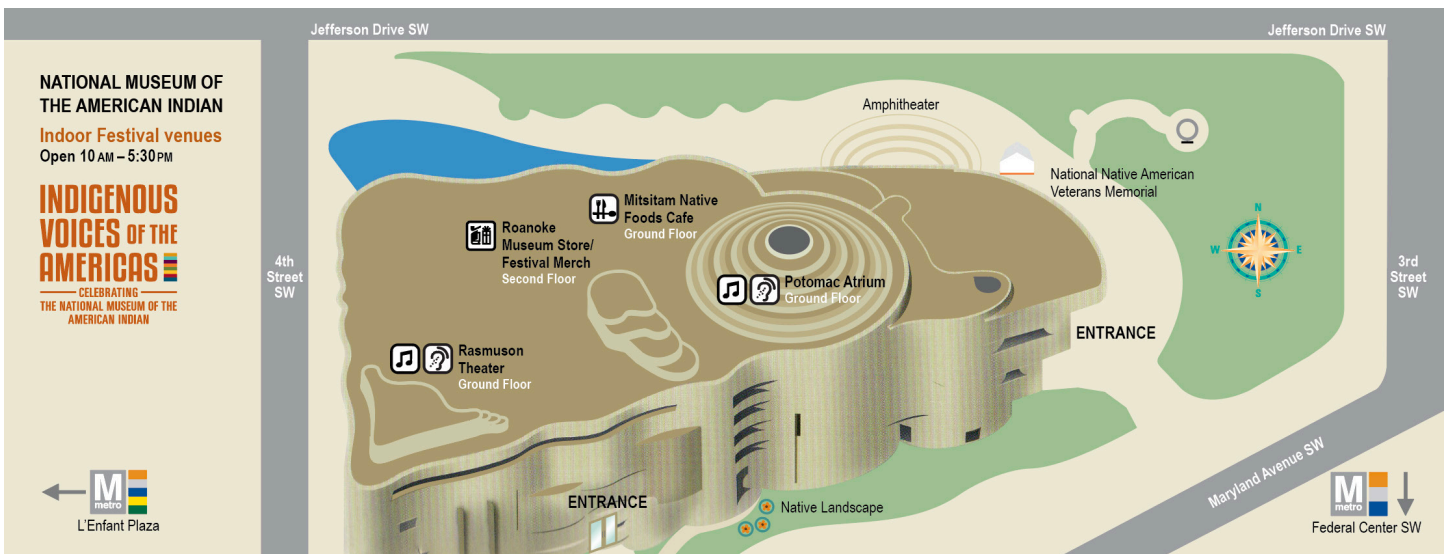 Jefferson Drive SW
Jefferson Drive SW
NATIONAL MUSEUM OF
THE AMERICAN INDIAN
Indoor Festival venues
Open 10 AM – 5:30 PM
INDIGENOUS
VOICES OF THE
AMERICAS
CELEBRATING
THE NATIONAL MUSEUM OF THE
AMERICAN INDIAN
4th
Street
SW
Amphitheater
National Native American
Veterans Memorial
Mitsitam Native
Foods Cafe
Ground Floor
Roanoke
Museum Store/
Festival Merch
Second Floor
Potomac Atrium
Ground Floor
Rasmuson
Theater
Ground Floor
N
W
E
S
3rd
Street
SW
ENTRANCE
ENTRANCE
Native Landscape
Maryland Avenue SW
M
metro
L'Enfant Plaza
M
metro
Federal Center SW